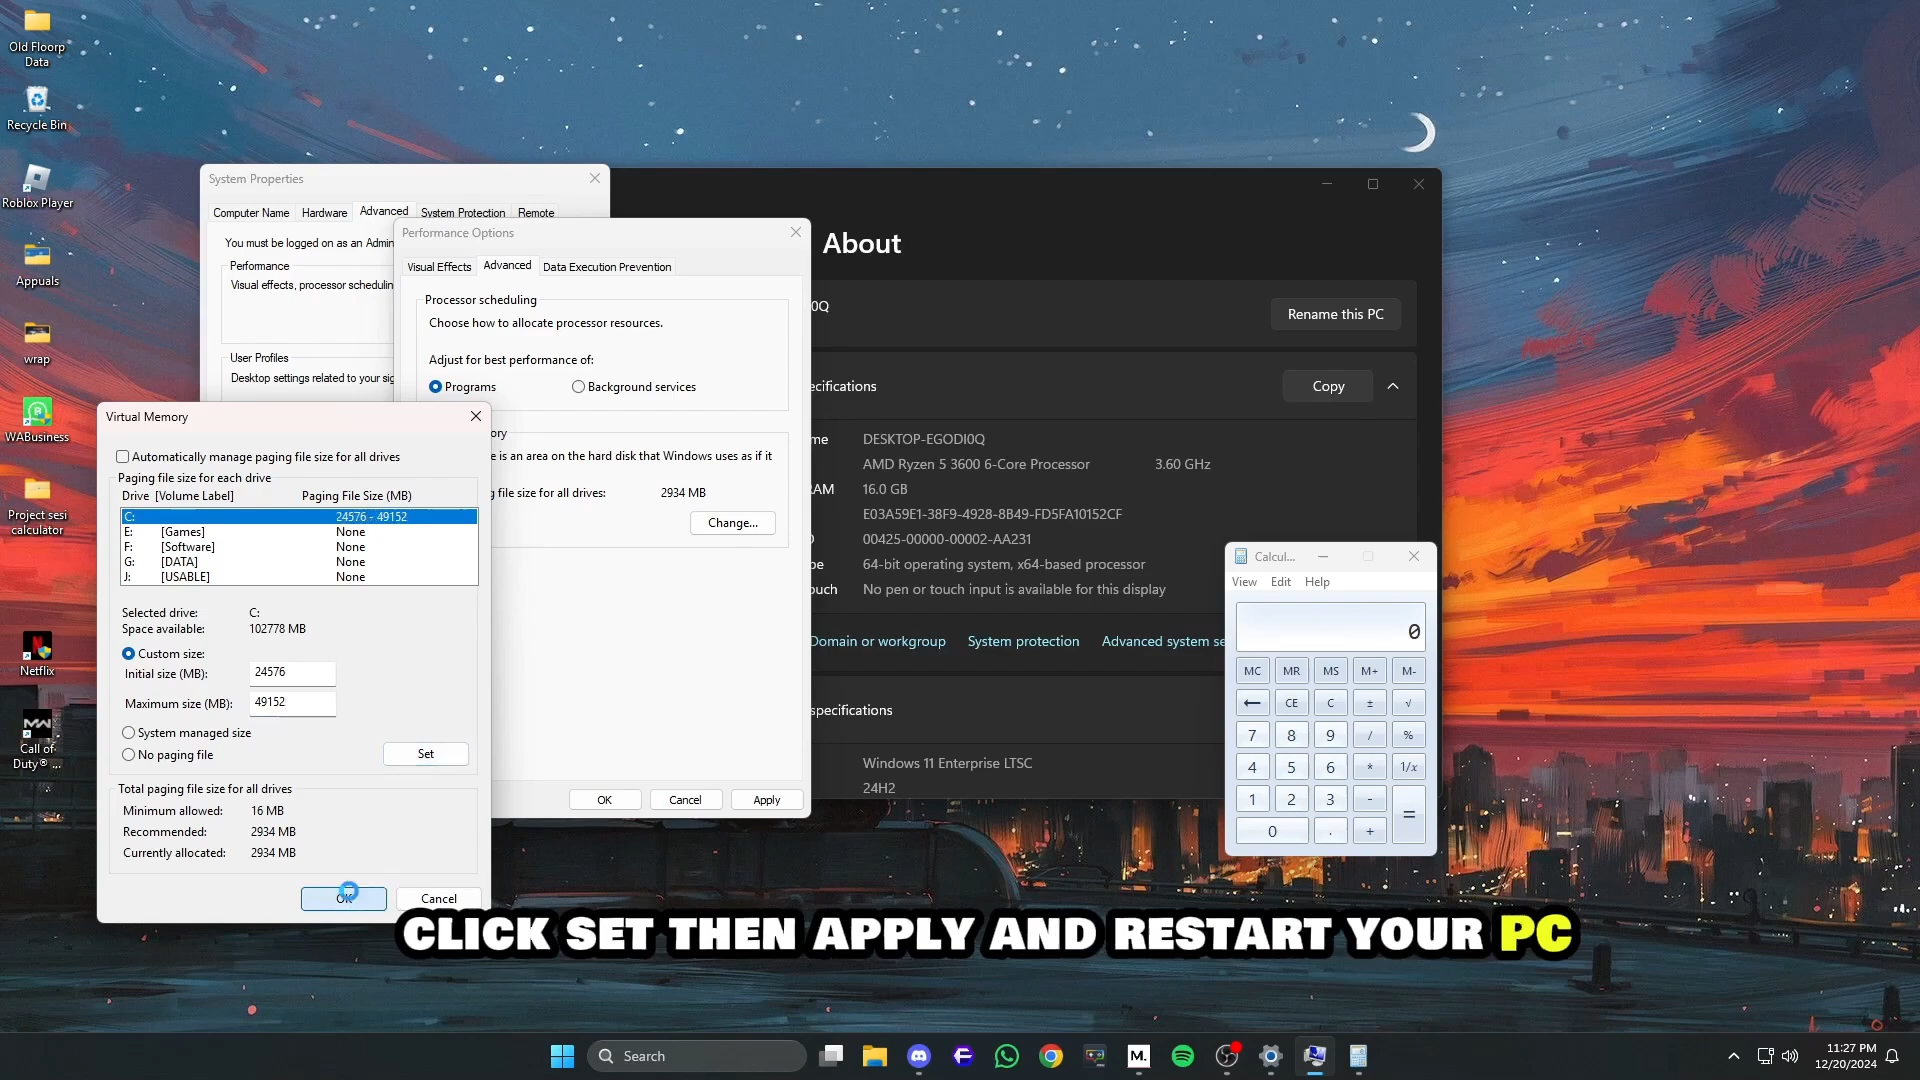 Old Floorp
Data
Recycle Bin
Roblox Player
Appuals
wrap
WABusiness
Project sesi
calculator
Netflix
Call of
Duty® ...
System Properties
Computer Name
Hardware
Advanced
System Protection
Remote
You must be logged on as an Admin
Performance
Visual effects, processor schedulin
User Profiles
Desktop settings related to your sig
Performance Options
Visual Effects
Advanced
Data Execution Prevention
Processor scheduling
Choose how to allocate processor resources.
Adjust for best performance of:
Programs
Background services
ory
e is an area on the hard disk that Windows uses as if it
g file size for all drives:
2934 MB
Change...
OK
Cancel
Apply
Virtual Memory
Automatically manage paging file size for all drives
Paging file size for each drive
Drive [Volume Label]
Paging File Size (MB)
C: 24576 - 49152
E: [Games] None
F: [Software] None
G: [DATA] None
J: [USABLE] None
Selected drive: C:
Space available: 102778 MB
Custom size:
Initial size (MB): 24576
Maximum size (MB): 49152
System managed size
No paging file
Set
Total paging file size for all drives
Minimum allowed: 16 MB
Recommended: 2934 MB
Currently allocated: 2934 MB
OK
Cancel
About
I0Q
Rename this PC
ecifications
Copy
me DESKTOP-EGODI0Q
AMD Ryzen 5 3600 6-Core Processor 3.60 GHz
RAM 16.0 GB
E03A59E1-38F9-4928-8B49-FD5FA10152CF
00425-00000-00002-AA231
pe 64-bit operating system, x64-based processor
ouch No pen or touch input is available for this display
Domain or workgroup
System protection
Advanced system se
specifications
Windows 11 Enterprise LTSC
24H2
Calcul...
View Edit Help
0
MC MR MS M+ M-
← CE C ± √
7 8 9 / %
4 5 6 * 1/x
1 2 3 - =
0 . +
CLICK SET THEN APPLY AND RESTART YOUR PC
Search
M.
11:27 PM
12/20/2024